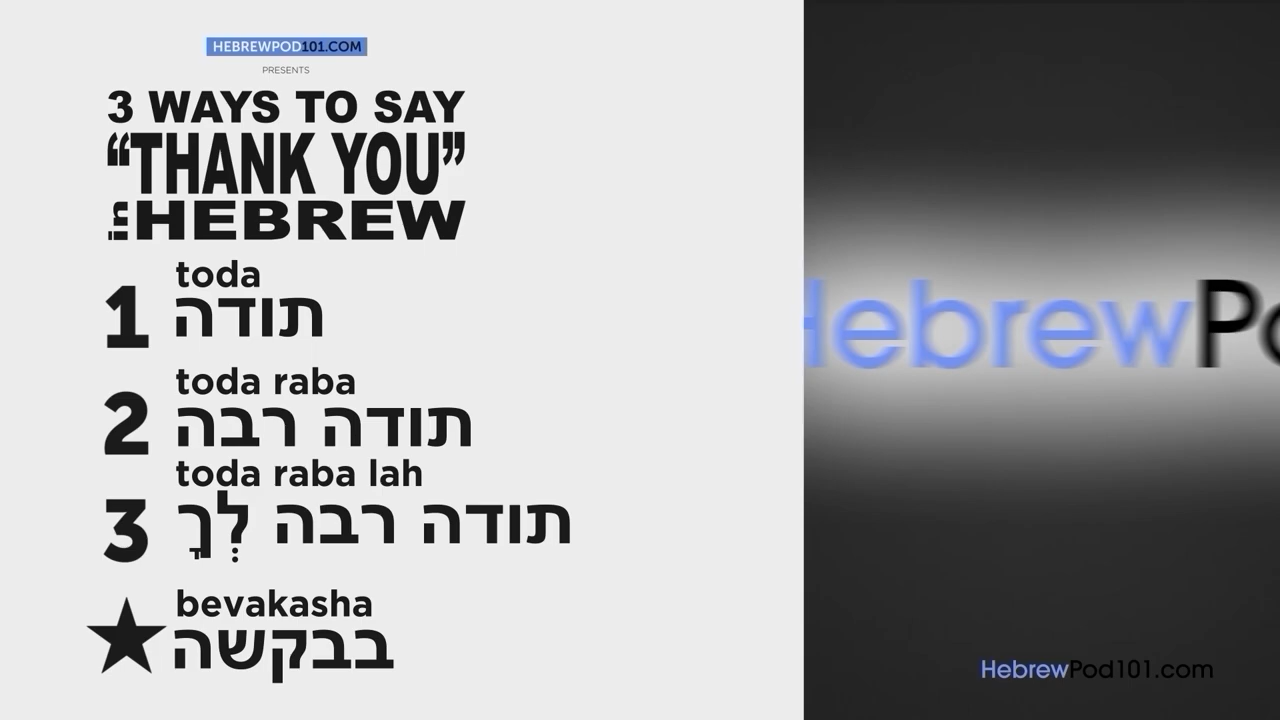 HEBREWPOD101.COM
PRESENTS
3 WAYS TO SAY
“THANK YOU”
in HEBREW
1
toda
תודה
2
toda raba
תודה רבה
3
toda raba lah
תודה רבה לְךָ
bevakasha
בבקשה
HebrewPo
HebrewPod101.com